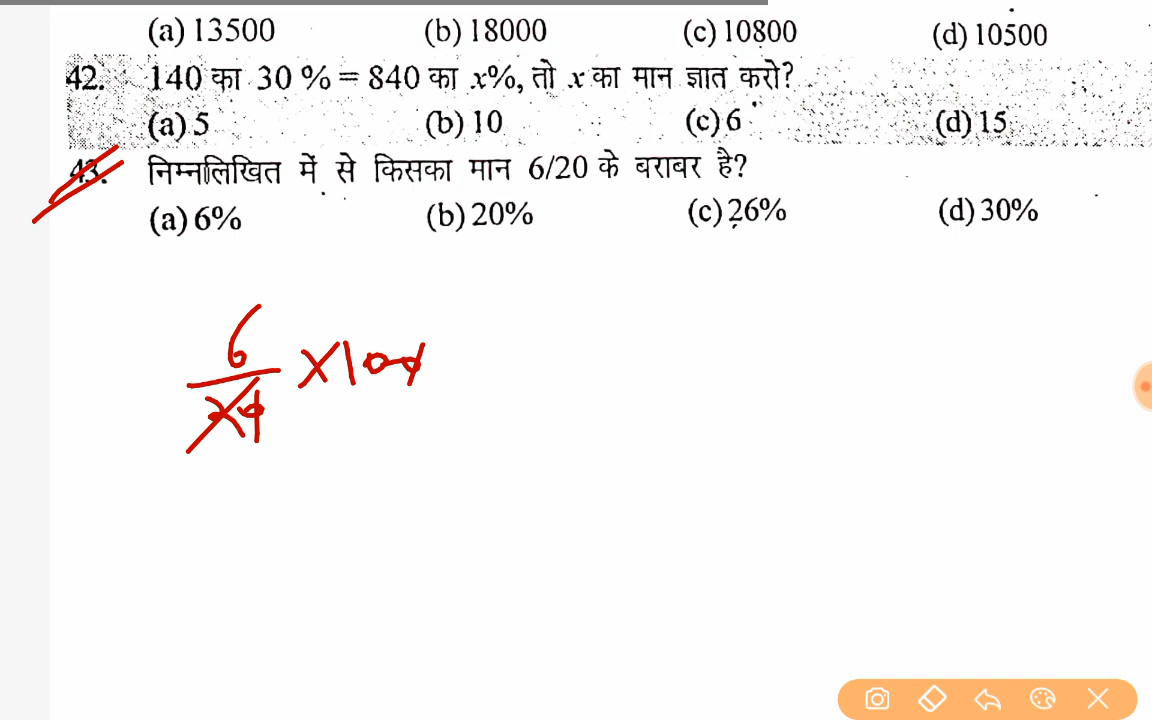 (a) 13500 (b) 18000 (c) 10800 (d) 10500
42. 140 का 30 % = 840 का x%, तो x का मान ज्ञात करो?
(a) 5 (b) 10 (c) 6 (d) 15
43. निम्नलिखित में से किसका मान 6/20 के बराबर है?
(a) 6% (b) 20% (c) 26% (d) 30%
6
20 ×100